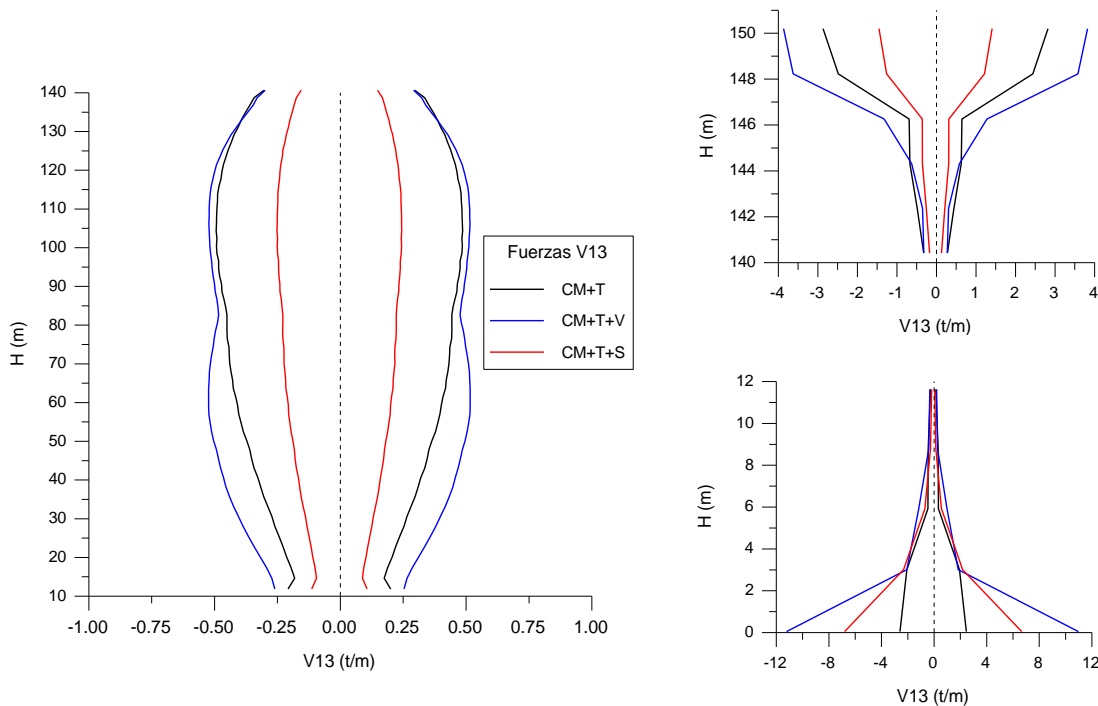 140
130
120
110
100
90
80
70
60
50
40
30
20
10
H (m)
-1.00 -0.75 -0.50 -0.25 0.00 0.25 0.50 0.75 1.00
V13 (t/m)
Fuerzas V13
CM+T
CM+T+V
CM+T+S
150
148
146
144
142
140
H (m)
-4 -3 -2 -1 0 1 2 3 4
V13 (t/m)
12
10
8
6
4
2
0
H (m)
-12 -8 -4 0 4 8 12
V13 (t/m)